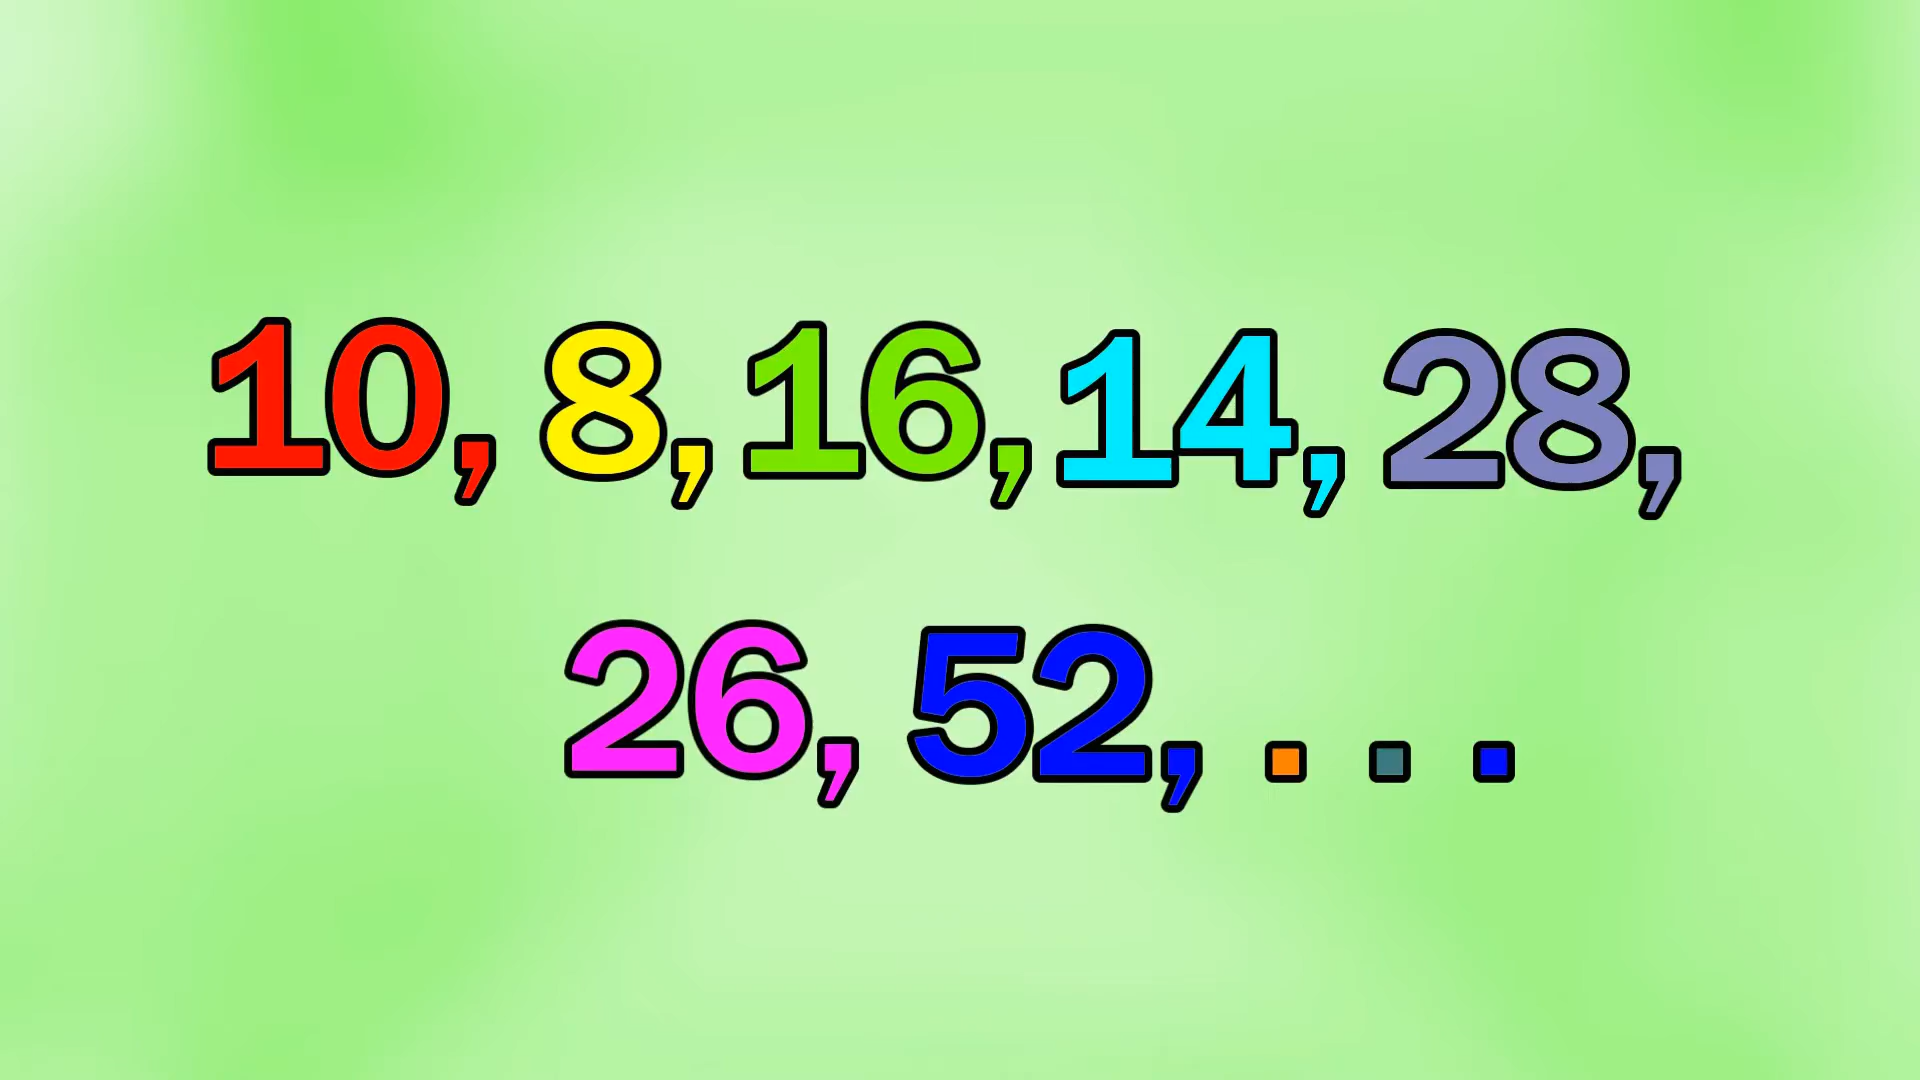 10, 8, 16, 14, 28,
26, 52, . . .